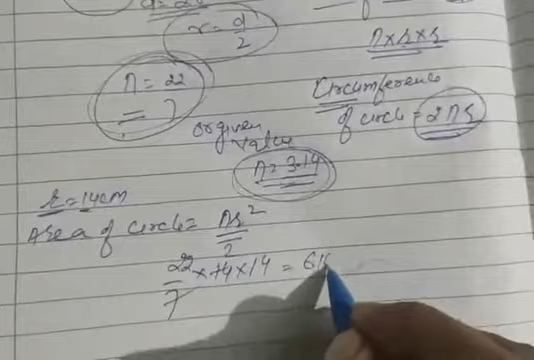 r = d/2
π×r×r
π = 22/7
Circumference
of circle = 2πr
or given
value
π = 3.14
r = 14cm
Area of circle = πr²
22/7 × 14 × 14 = 61